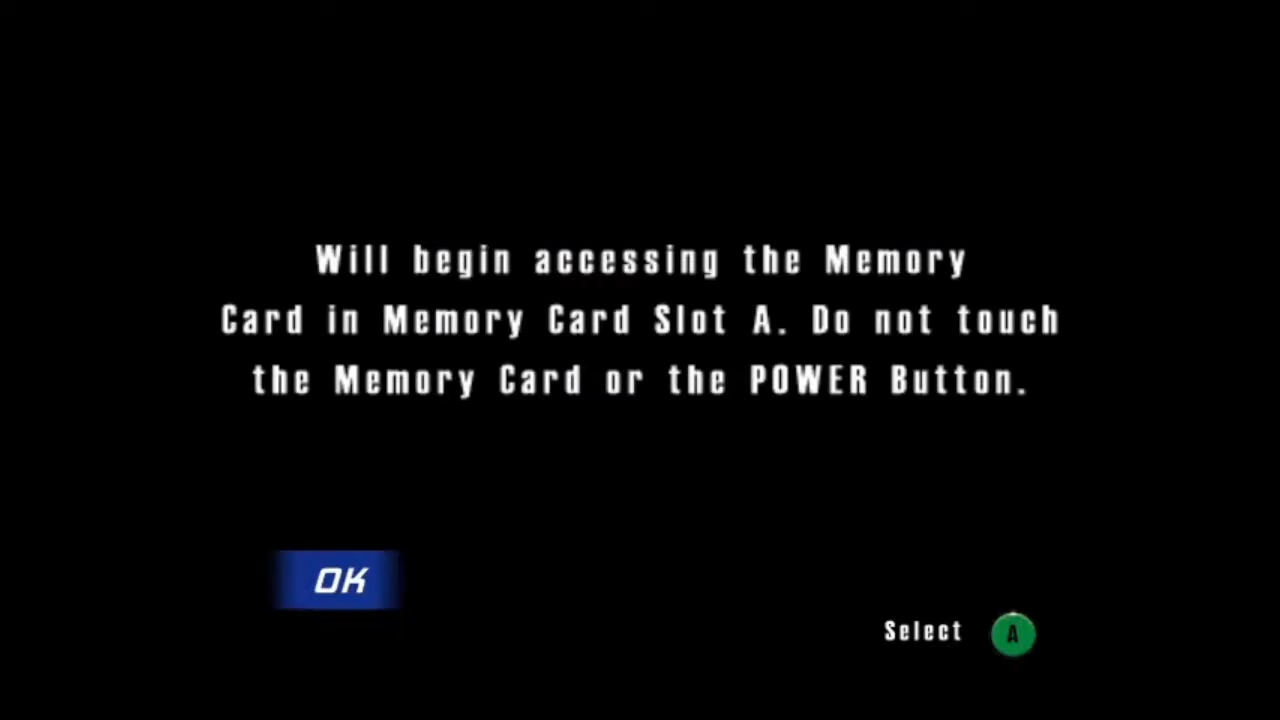 Will begin accessing the Memory
Card in Memory Card Slot A. Do not touch
the Memory Card or the POWER Button.
OK
Select A